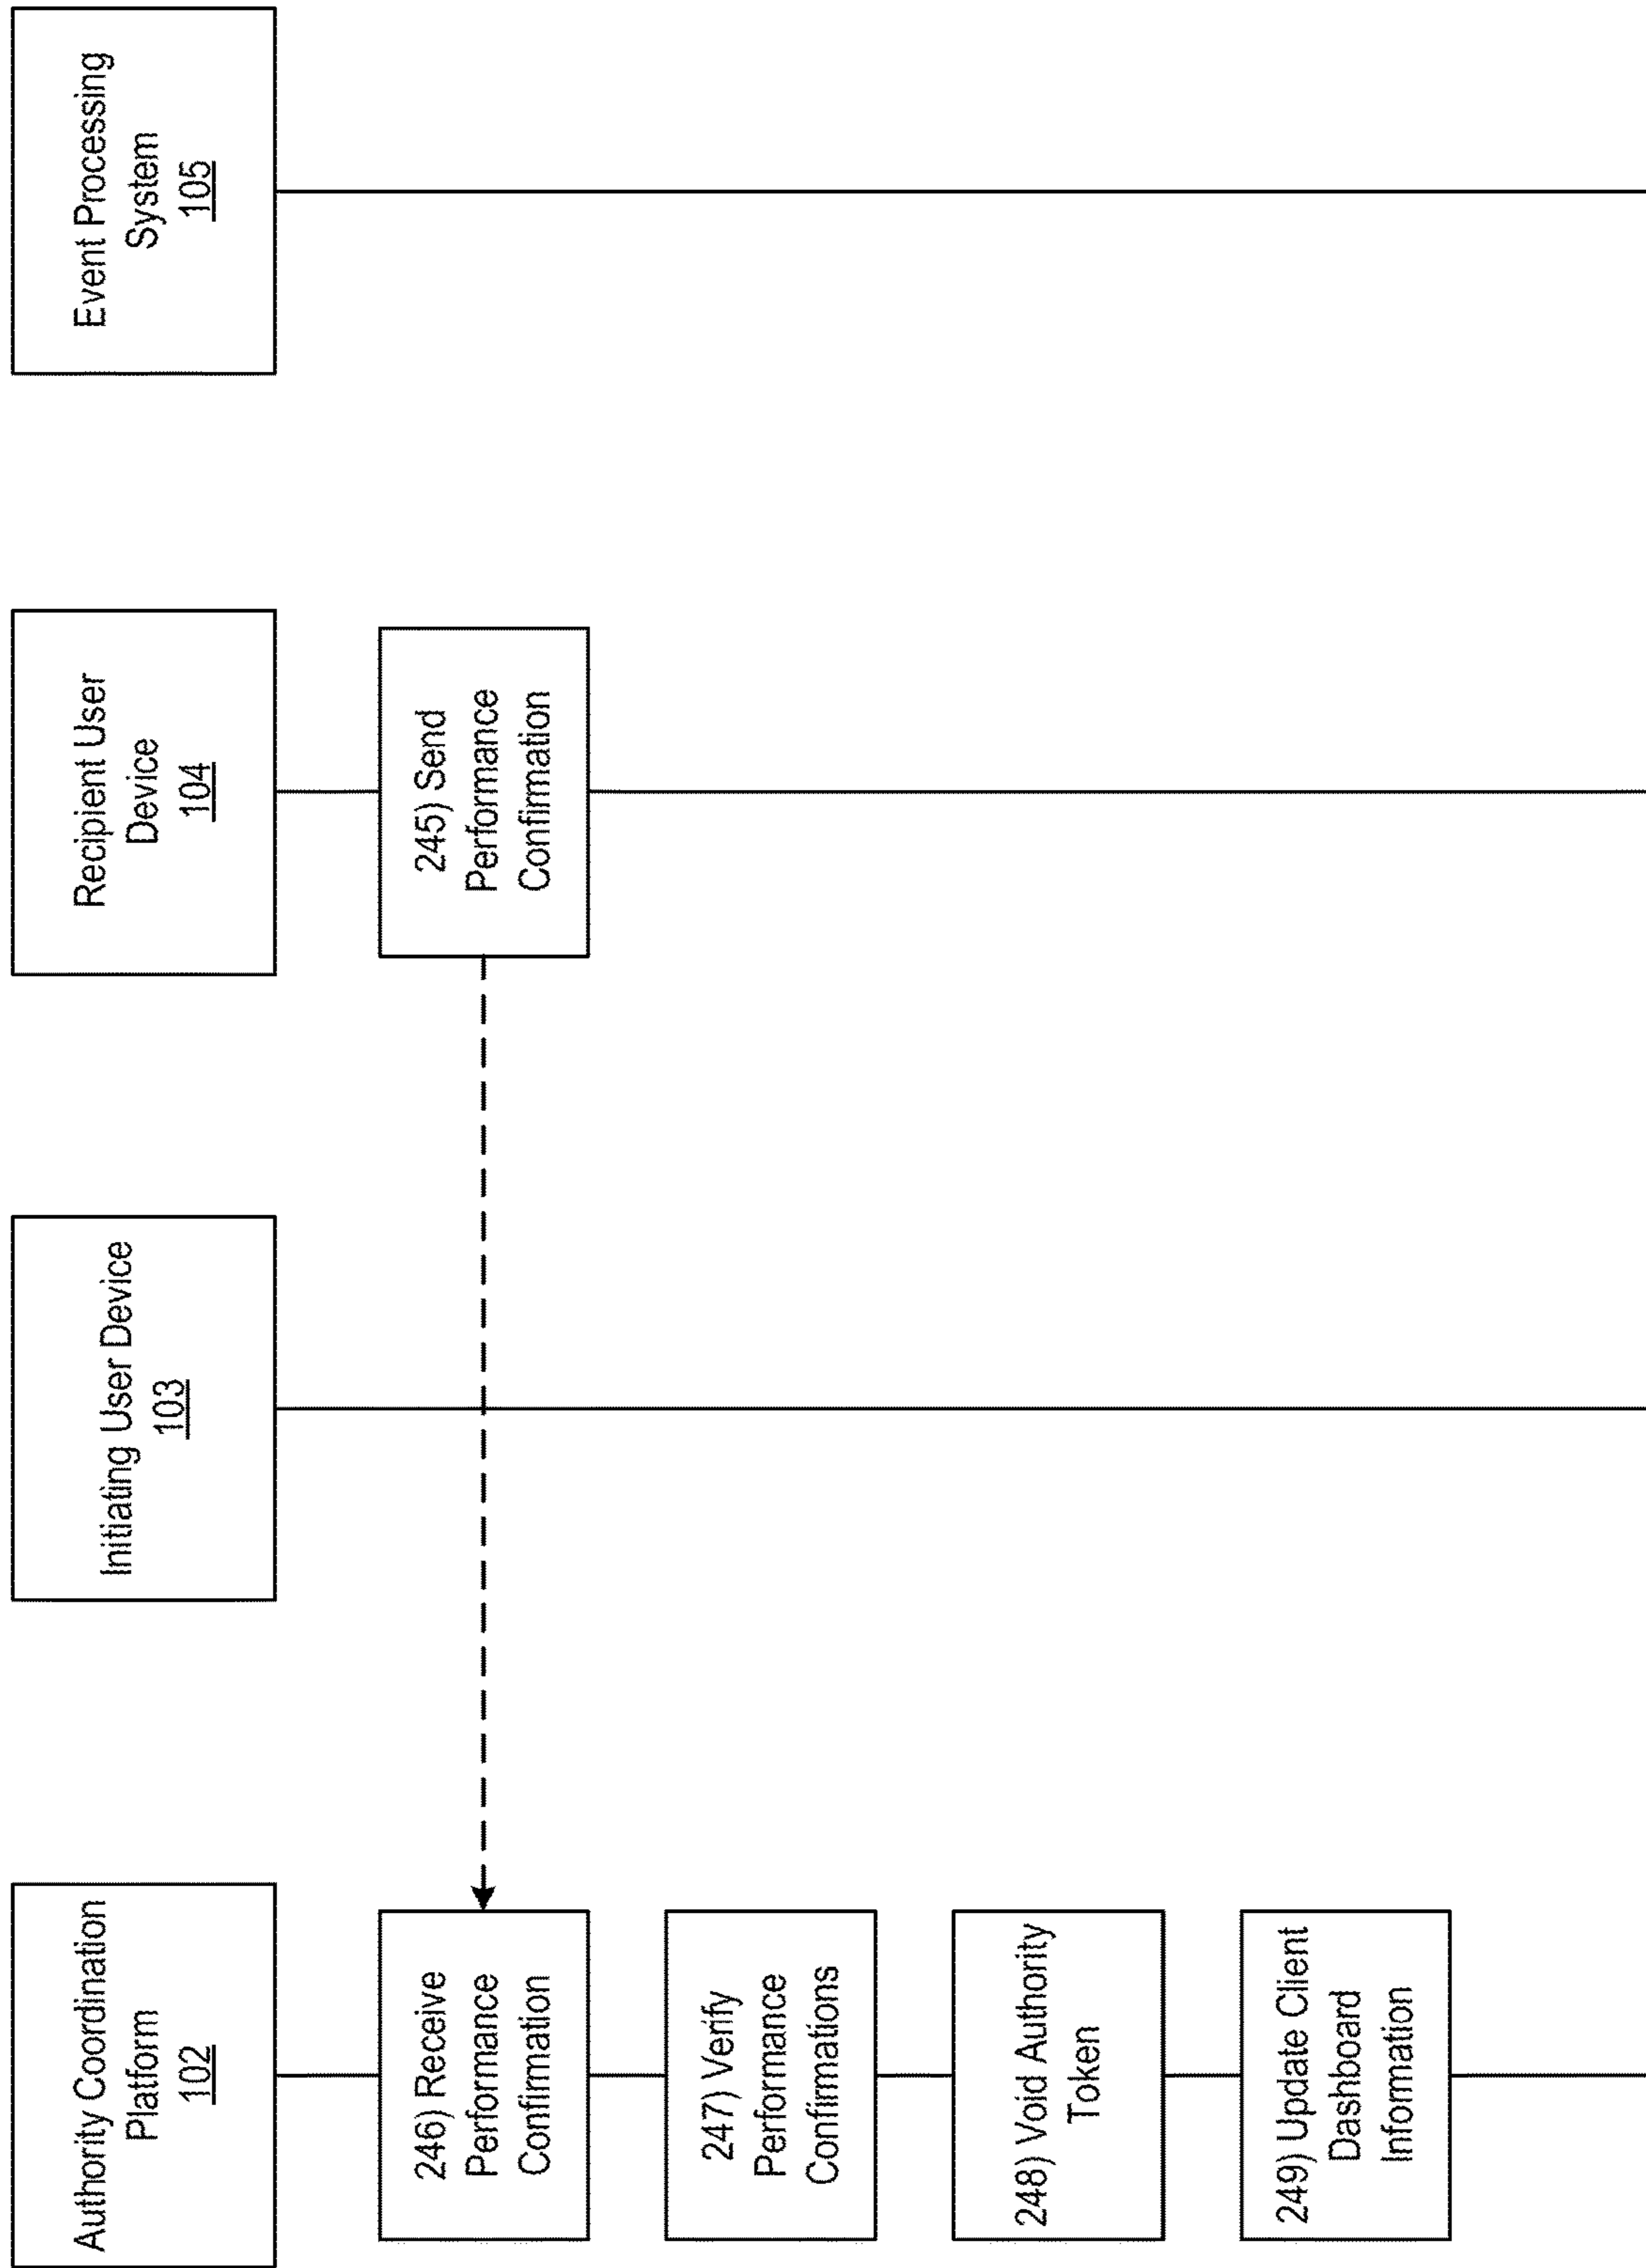 Authority Coordination
Platform
102
Initiating User Device
103
Recipient User
Device
104
Event Processing
System
105
245) Send
Performance
Confirmation
246) Receive
Performance
Confirmation
247) Verify
Performance
Confirmations
248) Void Authority
Token
249) Update Client
Dashboard
Information